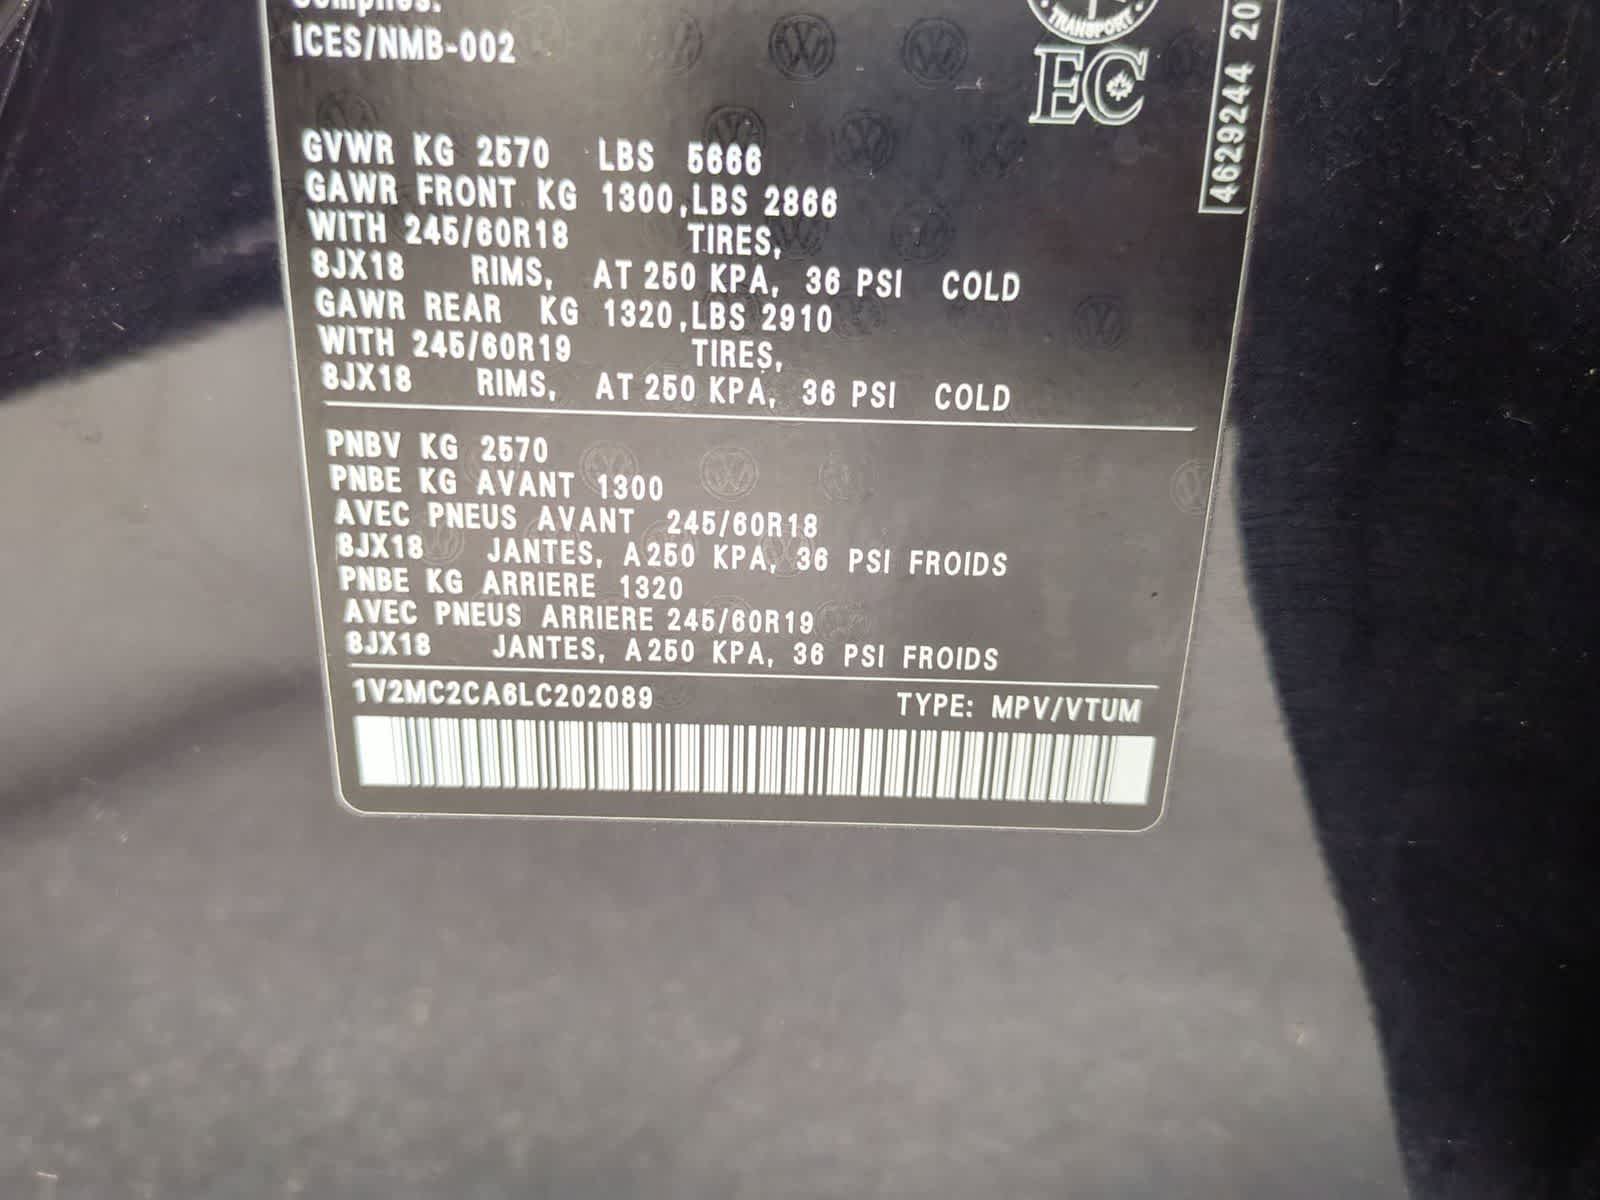 Complies:
ICES/NMB-002
TRANSPORT
EC
4629244 20
GVWR KG 2570 LBS 5666
GAWR FRONT KG 1300,LBS 2866
WITH 245/60R18 TIRES,
8JX18 RIMS, AT 250 KPA, 36 PSI COLD
GAWR REAR KG 1320,LBS 2910
WITH 245/60R19 TIRES,
8JX18 RIMS, AT 250 KPA, 36 PSI COLD
PNBV KG 2570
PNBE KG AVANT 1300
AVEC PNEUS AVANT 245/60R18
8JX18 JANTES, A 250 KPA, 36 PSI FROIDS
PNBE KG ARRIERE 1320
AVEC PNEUS ARRIERE 245/60R19
8JX18 JANTES, A 250 KPA, 36 PSI FROIDS
1V2MC2CA6LC202089 TYPE: MPV/VTUM